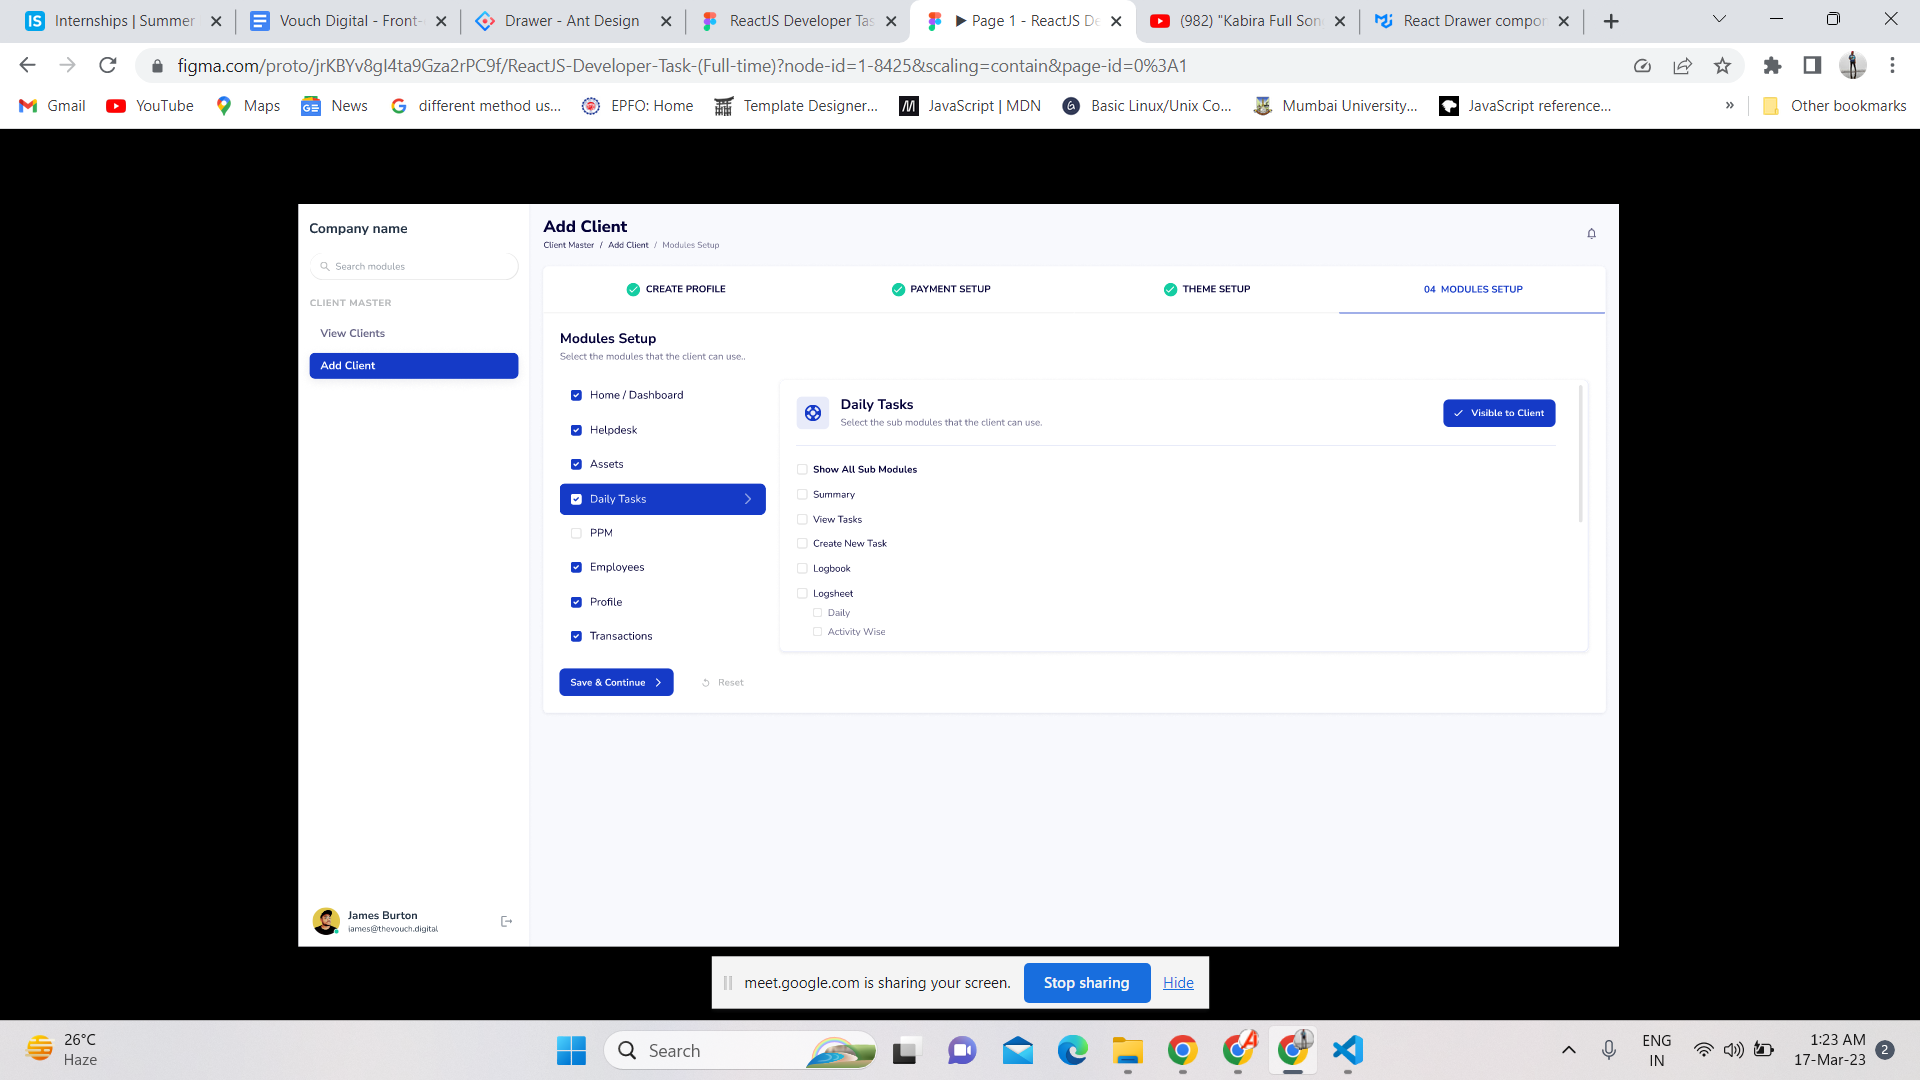 Internships | Summer
Vouch Digital - Front-
Drawer - Ant Design
ReactJS Developer Tas
▶ Page 1 - ReactJS De
(982) "Kabira Full Son
React Drawer compon
figma.com/proto/jrKBYv8gI4ta9Gza2rPC9f/ReactJS-Developer-Task-(Full-time)?node-id=1-8425&scaling=contain&page-id=0%3A1
Gmail
YouTube
Maps
News
different method us...
EPFO: Home
Template Designer...
JavaScript | MDN
Basic Linux/Unix Co...
Mumbai University...
JavaScript reference...
»
Other bookmarks
Company name
Search modules
CLIENT MASTER
View Clients
Add Client
James Burton
james@thevouch.digital
Add Client
Client Master / Add Client / Modules Setup
CREATE PROFILE
PAYMENT SETUP
THEME SETUP
04 MODULES SETUP
Modules Setup
Select the modules that the client can use..
Home / Dashboard
Helpdesk
Assets
Daily Tasks
PPM
Employees
Profile
Transactions
Daily Tasks
Select the sub modules that the client can use.
Visible to Client
Show All Sub Modules
Summary
View Tasks
Create New Task
Logbook
Logsheet
Daily
Activity Wise
Save & Continue
Reset
meet.google.com is sharing your screen.
Stop sharing
Hide
26°C
Haze
Search
ENG
IN
1:23 AM
17-Mar-23
2